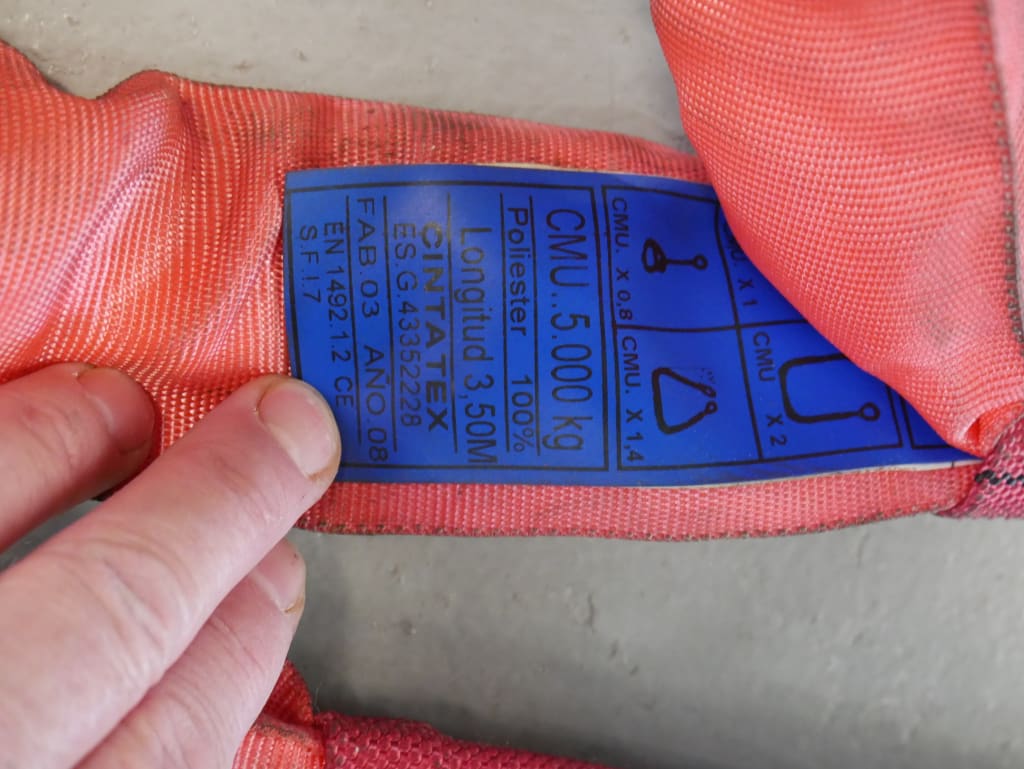 CMU..5.000 kg
Poliester 100%
Longitud 3,50M
CINTATEX
ES.G.43352228
FAB.03 AÑO.08
EN 1492.1.2 CE
S.F.I.7
CMU. X 0,8
CMU. X 1,4
X 1
CMU X 2